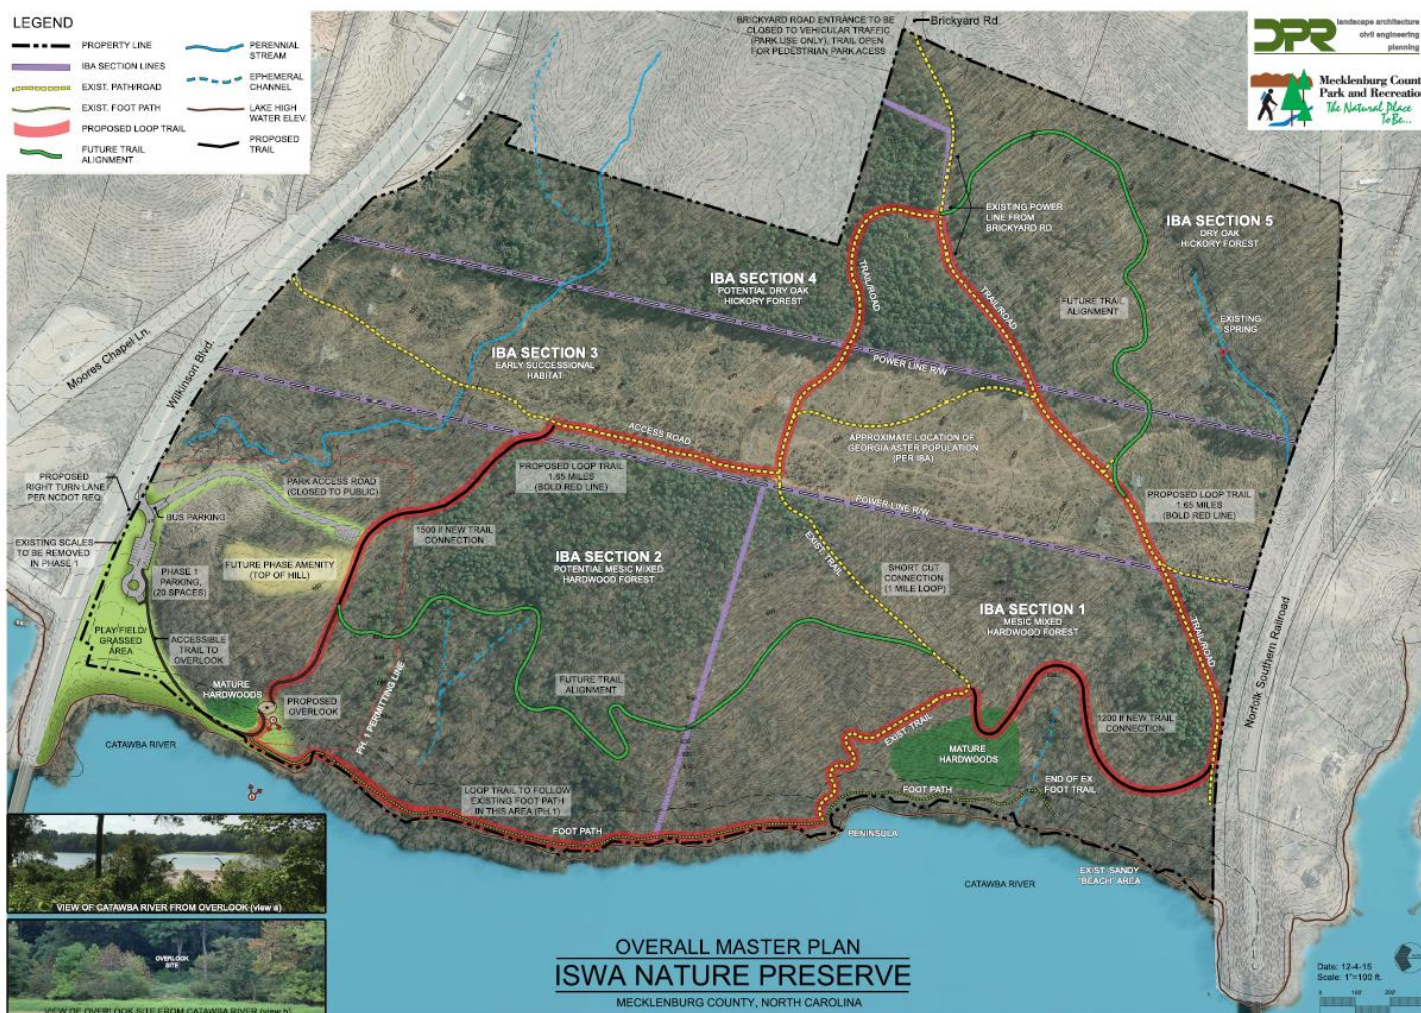 LEGEND
PROPERTY LINE
IBA SECTION LINES
EXIST. PATH/ROAD
EXIST. FOOT PATH
PROPOSED LOOP TRAIL
FUTURE TRAIL
ALIGNMENT
PERENNIAL
STREAM
EPHEMERAL
CHANNEL
LAKE HIGH
WATER ELEV.
PROPOSED
TRAIL
BRICKYARD ROAD ENTRANCE TO BE
CLOSED TO VEHICULAR TRAFFIC
(PARK USE ONLY). TRAIL OPEN
FOR PEDESTRIAN PARK ACESS
Brickyard Rd.
DPR
landscape architecture
civil engineering
planning
Mecklenburg County
Park and Recreation
The Natural Place
To Be...
EXISTING POWER
LINE FROM
BRICKYARD RD.
IBA SECTION 5
DRY OAK
HICKORY FOREST
IBA SECTION 4
POTENTIAL DRY OAK
HICKORY FOREST
TRAIL/ROAD
TRAIL/ROAD
FUTURE TRAIL
ALIGNMENT
EXISTING
SPRING
Moores Chapel Ln.
Wilkinson Blvd.
IBA SECTION 3
EARLY SUCCESSIONAL
HABITAT
POWER LINE R/W
ACCESS ROAD
APPROXIMATE LOCATION OF
GEORGIA ASTER POPULATION
(PER IBA)
PROPOSED
RIGHT TURN LANE
PER NCDOT REQ.
PARK ACCESS ROAD
(CLOSED TO PUBLIC)
PROPOSED LOOP TRAIL
1.65 MILES
(BOLD RED LINE)
POWER LINE R/W
PROPOSED LOOP TRAIL
1.65 MILES
(BOLD RED LINE)
BUS PARKING
1500 lf NEW TRAIL
CONNECTION
EXISTING SCALES
TO BE REMOVED
IN PHASE 1
FUTURE PHASE AMENITY
(TOP OF HILL)
IBA SECTION 2
POTENTIAL MESIC MIXED
HARDWOOD FOREST
EXIST. TRAIL
PHASE 1
PARKING,
(20 SPACES)
SHORT CUT
CONNECTION
(1 MILE LOOP)
IBA SECTION 1
MESIC MIXED
HARDWOOD FOREST
PLAY/FIELD/
GRASSED
AREA
ACCESSIBLE
TRAIL TO
OVERLOOK
TRAIL/ROAD
Norfolk Southern Railroad
MATURE
HARDWOODS
PROPOSED
OVERLOOK
PH. 1 PERMITTING LINE
FUTURE TRAIL
ALIGNMENT
EXIST. TRAIL
1200 lf NEW TRAIL
CONNECTION
CATAWBA RIVER
MATURE
HARDWOODS
END OF EX.
FOOT TRAIL
LOOP TRAIL TO FOLLOW
EXISTING FOOT PATH
IN THIS AREA (PH.1)
FOOT PATH
FOOT PATH
PENINSULA
EXIST. SANDY
"BEACH" AREA
CATAWBA RIVER
VIEW OF CATAWBA RIVER FROM OVERLOOK (view a)
OVERLOOK
SITE
VIEW OF OVERLOOK SITE FROM CATAWBA RIVER (view b)
OVERALL MASTER PLAN
ISWA NATURE PRESERVE
MECKLENBURG COUNTY, NORTH CAROLINA
Date: 12-4-15
Scale: 1"=190 ft.